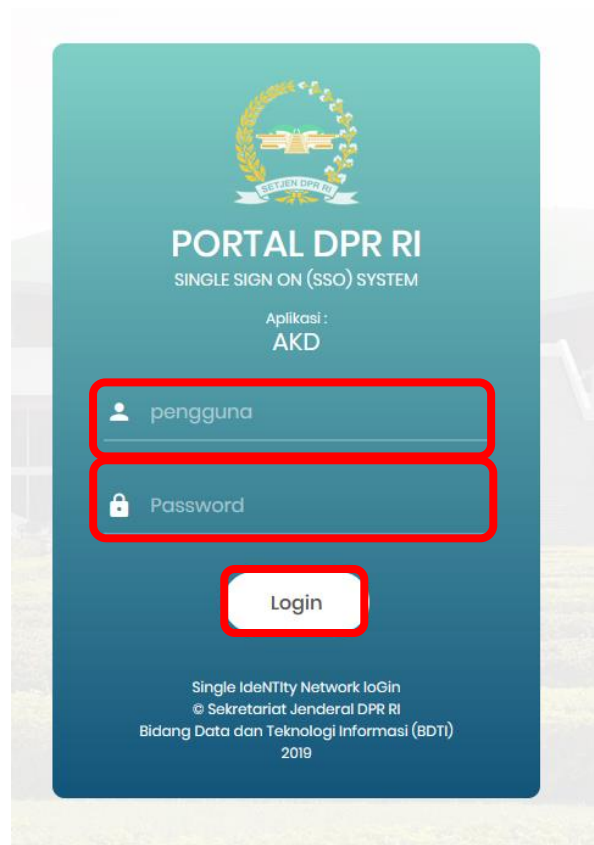 SETJEN DPR RI
PORTAL DPR RI
SINGLE SIGN ON (SSO) SYSTEM
Aplikasi :
AKD
pengguna
Password
Login
Single IdeNTIty Network loGin
© Sekretariat Jenderal DPR RI
Bidang Data dan Teknologi Informasi (BDTI)
2019